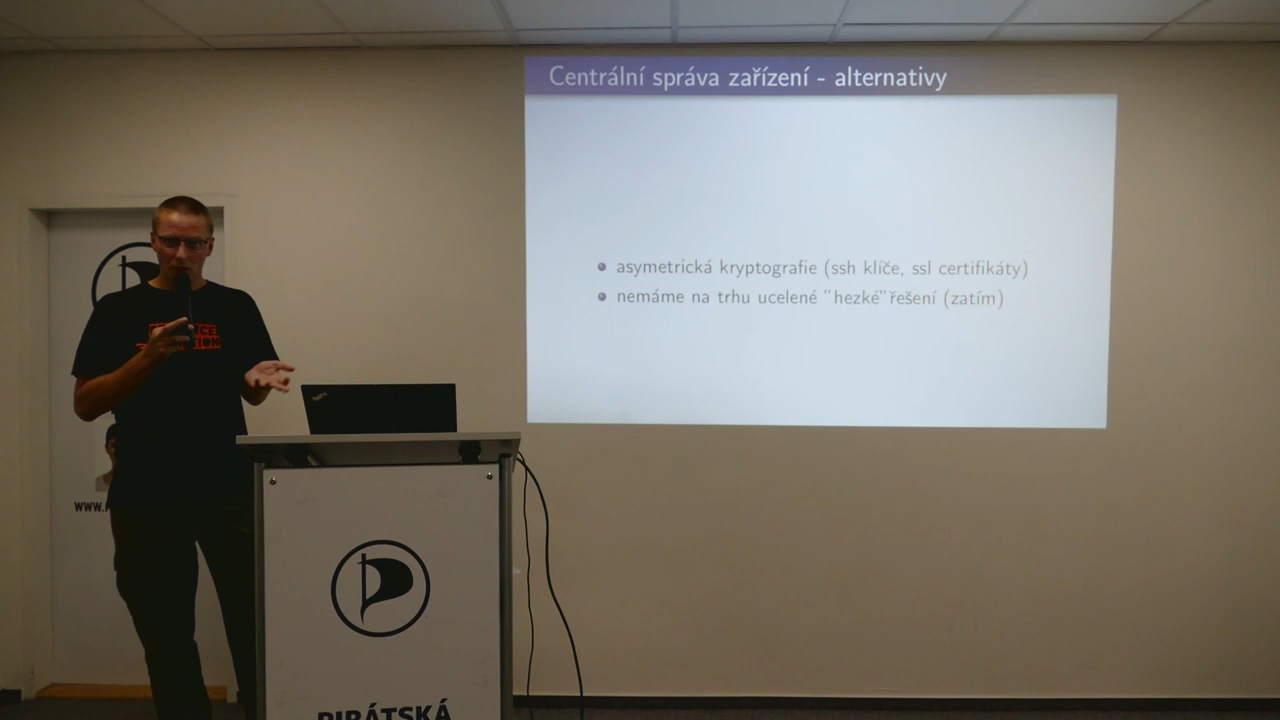 Centrální správa zařízení - alternativy
asymetrická kryptografie (ssh klíče, ssl certifikáty)
nemáme na trhu ucelené "hezké"řešení (zatím)
PIRÁTSKÁ